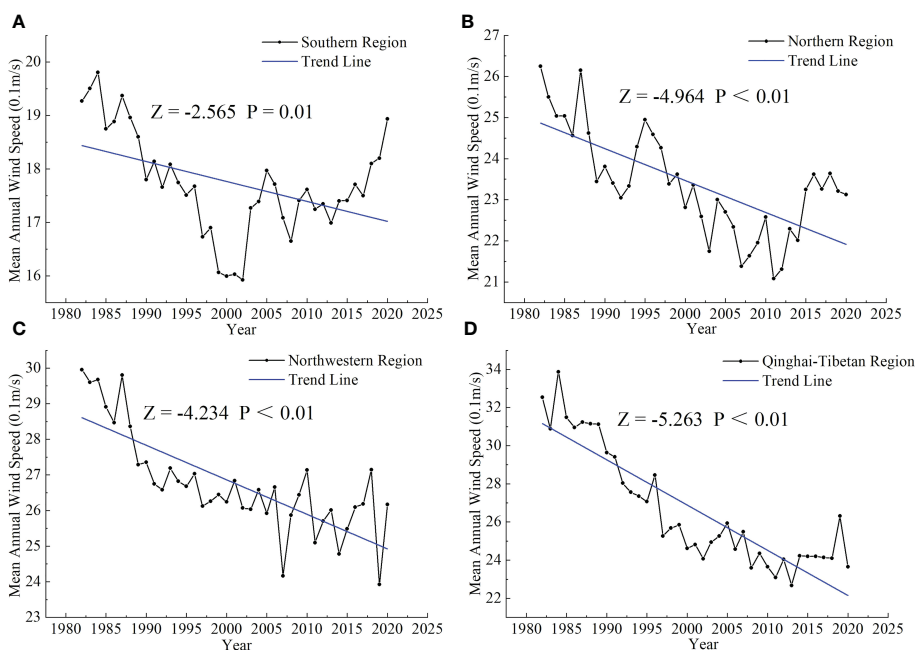 A
Southern Region
Trend Line
Z = -2.565 P = 0.01
Mean Annual Wind Speed (0.1m/s)
20
19
18
17
16
1980 1985 1990 1995 2000 2005 2010 2015 2020 2025
Year
B
Northern Region
Trend Line
Z = -4.964 P < 0.01
Mean Annual Wind Speed (0.1m/s)
27
26
25
24
23
22
21
1980 1985 1990 1995 2000 2005 2010 2015 2020 2025
Year
C
Northwestern Region
Trend Line
Z = -4.234 P < 0.01
Mean Annual Wind Speed (0.1m/s)
30
29
28
27
26
25
24
23
1980 1985 1990 1995 2000 2005 2010 2015 2020 2025
Year
D
Qinghai-Tibetan Region
Trend Line
Z = -5.263 P < 0.01
Mean Annual Wind Speed (0.1m/s)
34
32
30
28
26
24
22
1980 1985 1990 1995 2000 2005 2010 2015 2020 2025
Year